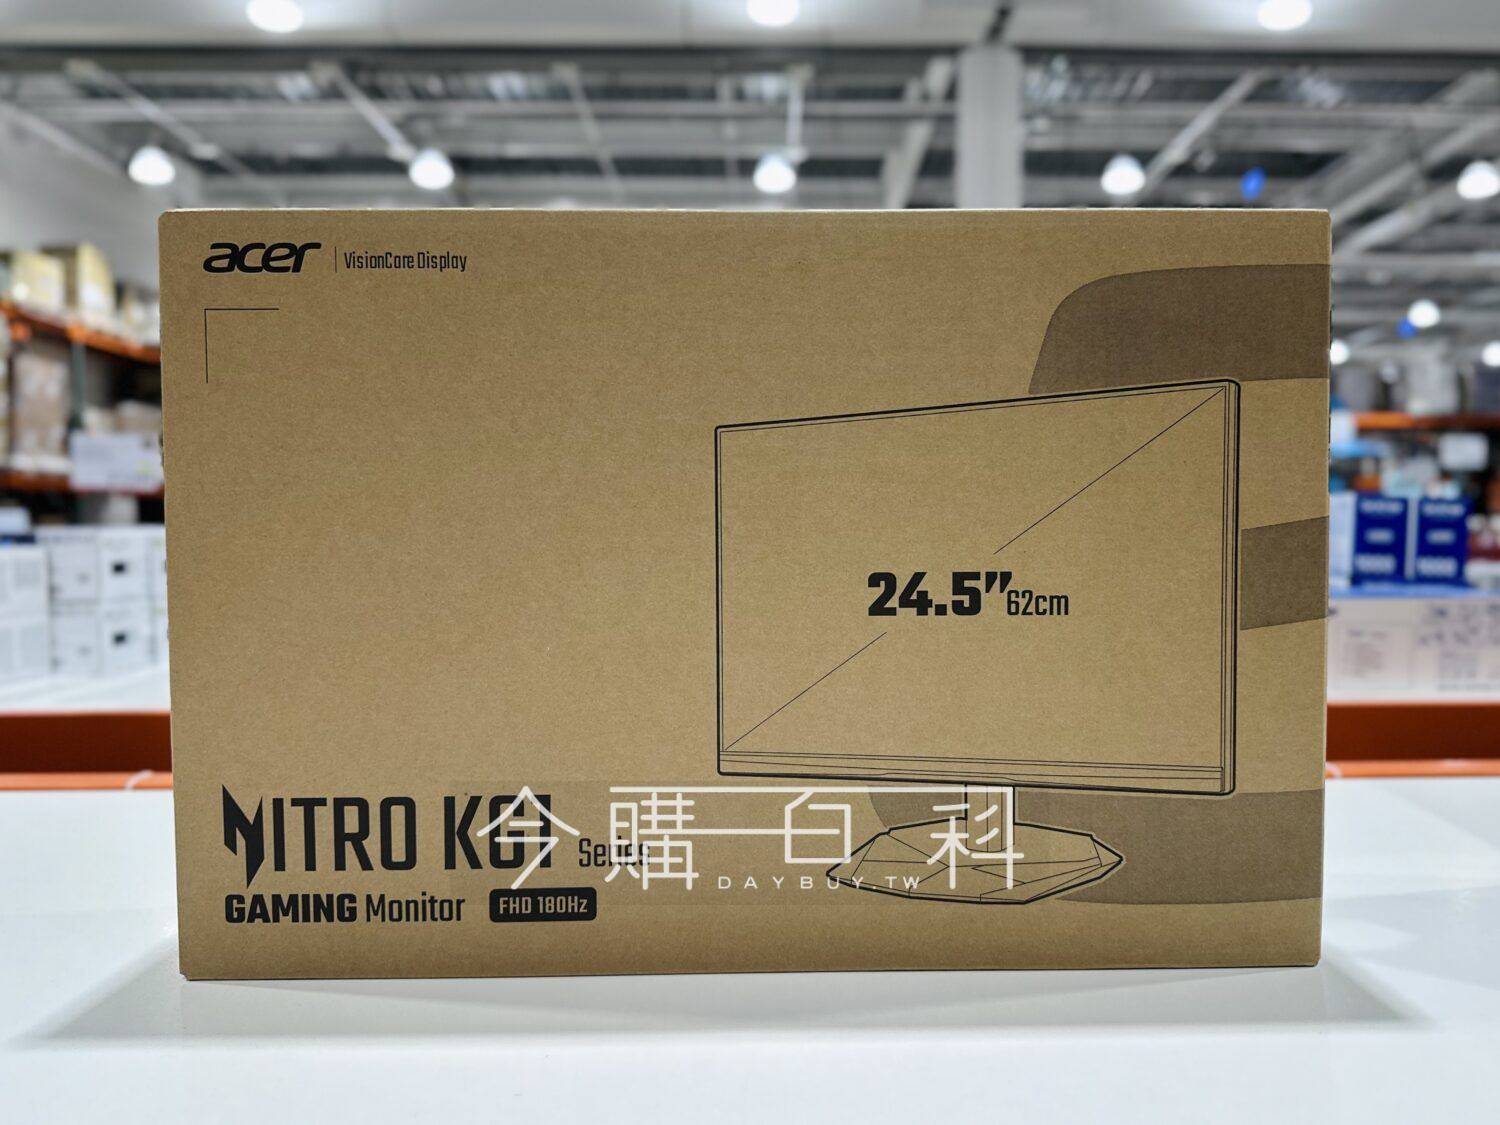 acer | VisionCare Display
24.5” 62cm
NITRO KG1 Series
GAMING Monitor FHD 180Hz
今購百科
DAYBUY.TW